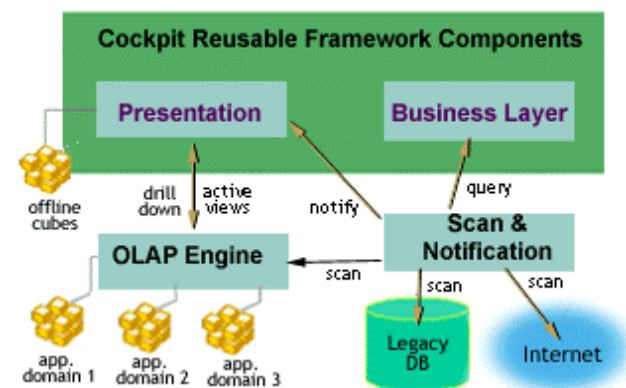 Cockpit Reusable Framework Components
Presentation
Business Layer
offline
cubes
drill
down
active
views
notify
query
OLAP Engine
scan
Scan &
Notification
scan
scan
Legacy
DB
Internet
app.
domain 1
app.
domain 2
app.
domain 3